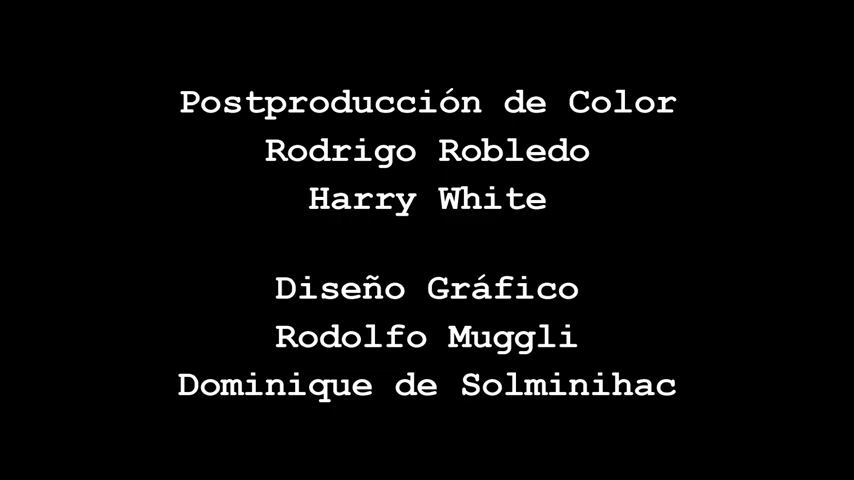 Postproducción de Color
Rodrigo Robledo
Harry White
Diseño Gráfico
Rodolfo Muggli
Dominique de Solminihac